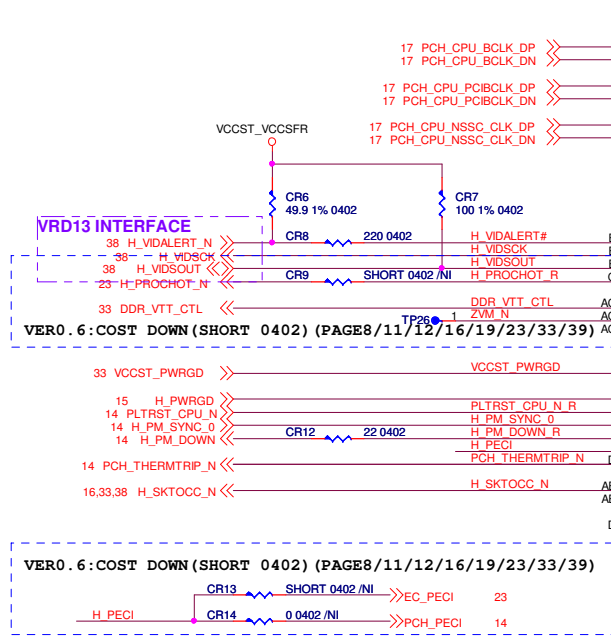 17 PCH_CPU_BCLK_DP
17 PCH_CPU_BCLK_DN
17 PCH_CPU_PCIBCLK_DP
17 PCH_CPU_PCIBCLK_DN
VCCST_VCCSFR
17 PCH_CPU_NSSC_CLK_DP
17 PCH_CPU_NSSC_CLK_DN
CR6
49.9 1% 0402
CR7
100 1% 0402
VRD13 INTERFACE
38 H_VIDALERT_N CR8 220 0402 H_VIDALERT#
38 H_VIDSCK H_VIDSCK
38 H_VIDSOUT H_VIDSOUT
23 H_PROCHOT_N CR9 SHORT 0402 /NI H_PROCHOT_R
33 DDR_VTT_CTL DDR_VTT_CTL
TP26 1 ZVM_N
VER0.6:COST DOWN(SHORT 0402)(PAGE8/11/12/16/19/23/33/39)
33 VCCST_PWRGD VCCST_PWRGD
15 H_PWRGD
14 PLTRST_CPU_N PLTRST_CPU_N_R
14 H_PM_SYNC_0 H_PM_SYNC_0
14 H_PM_DOWN CR12 22 0402 H_PM_DOWN_R
H_PECI
14 PCH_THERMTRIP_N PCH_THERMTRIP_N
16,33,38 H_SKTOCC_N H_SKTOCC_N
VER0.6:COST DOWN(SHORT 0402)(PAGE8/11/12/16/19/23/33/39)
CR13 SHORT 0402 /NI EC_PECI 23
H_PECI CR14 0 0402 /NI PCH_PECI 14